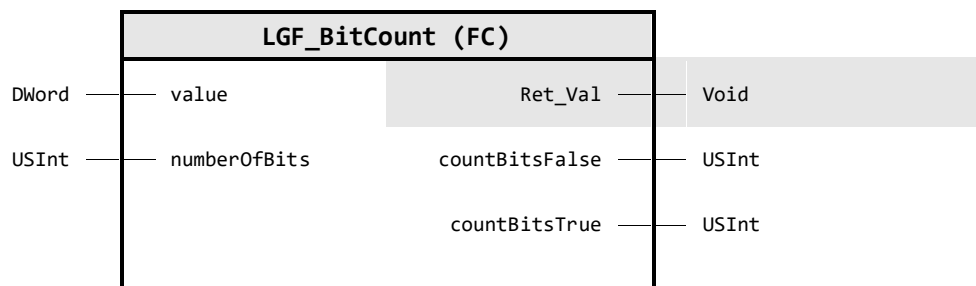 LGF_BitCount (FC)
DWord value Ret_Val Void
USInt numberOfBits countBitsFalse USInt
countBitsTrue USInt